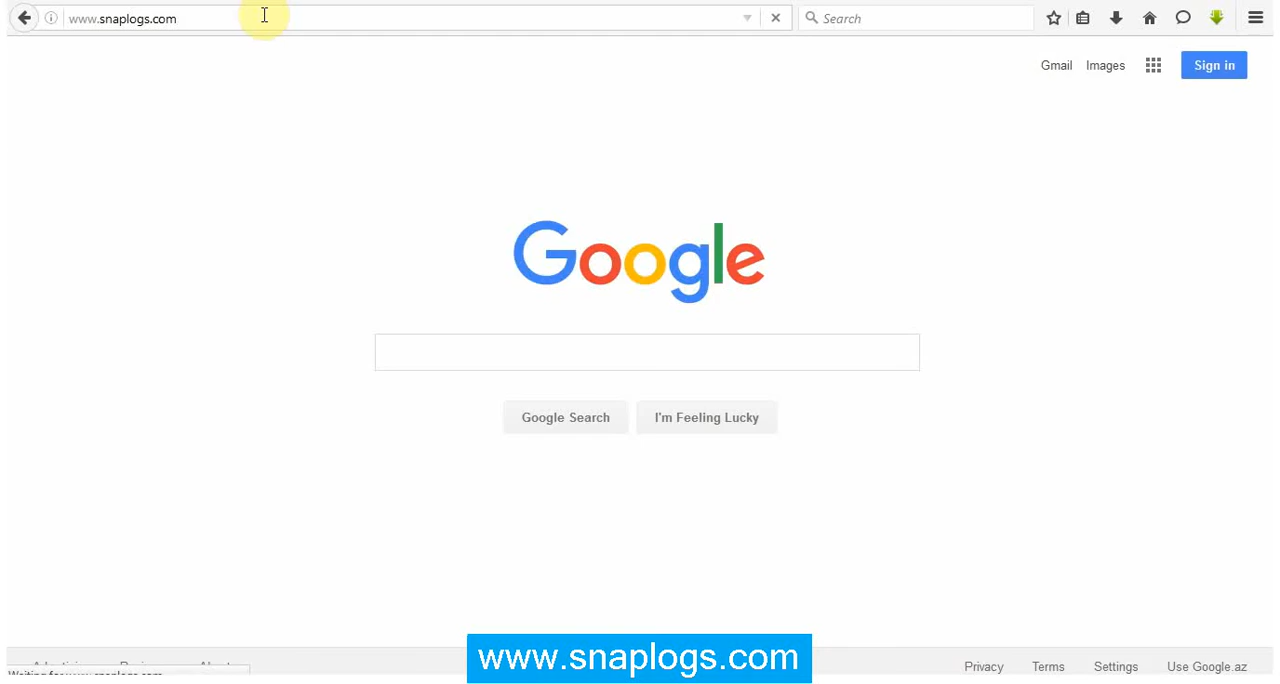 www.snaplogs.com
Search
Gmail Images Sign in
Google
Google Search I'm Feeling Lucky
Privacy Terms Settings Use Google.az
www.snaplogs.com